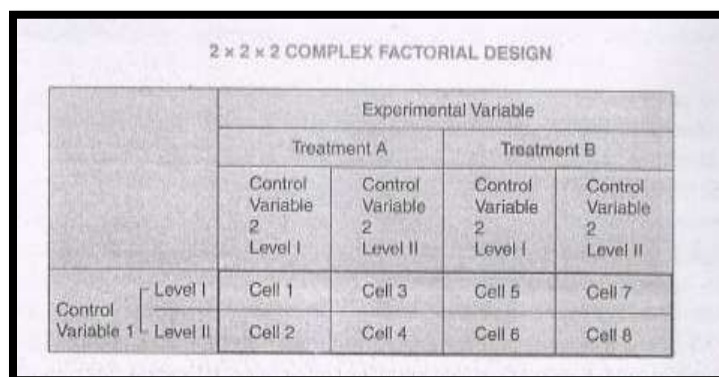 2 × 2 × 2 COMPLEX FACTORIAL DESIGN
Experimental Variable
Treatment A Treatment B
Control Control Control Control
Variable Variable Variable Variable
2 2 2 2
Level I Level II Level I Level II
Level I Cell 1 Cell 3 Cell 5 Cell 7
Control
Variable 1 Level II Cell 2 Cell 4 Cell 6 Cell 8